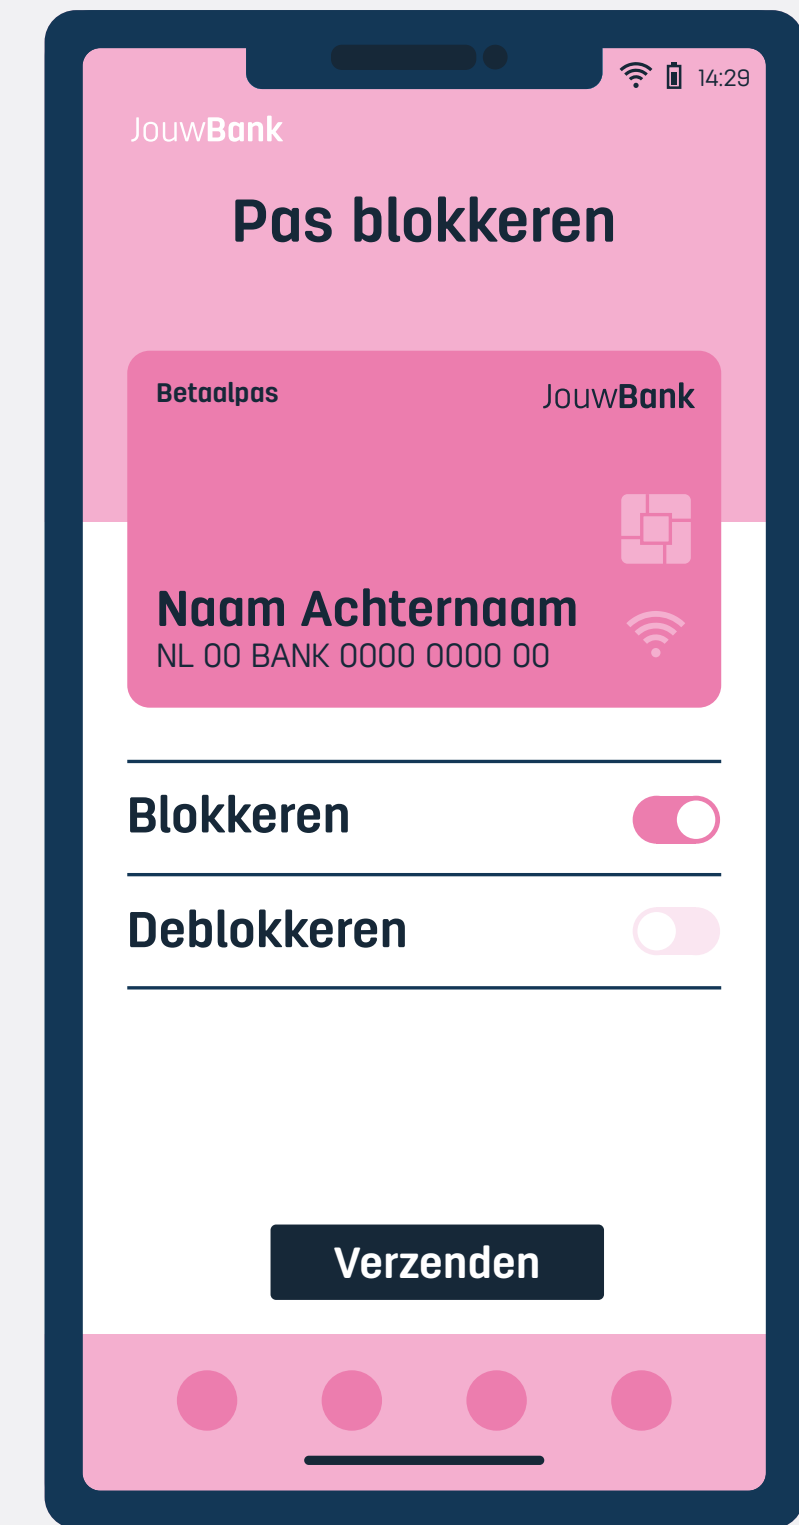 14:29
JouwBank
Pas blokkeren
Betaalpas
JouwBank
Naam Achternaam
NL 00 BANK 0000 0000 00
Blokkeren
Deblokkeren
Verzenden